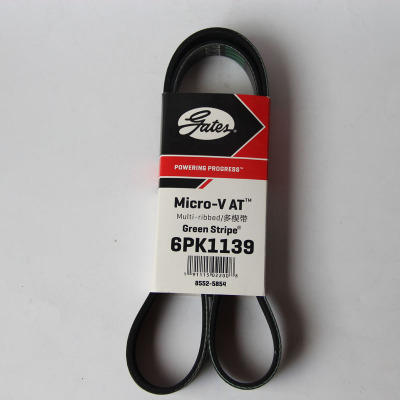 Gates
POWERING PROGRESS™
Micro-V AT™
Multi-ribbed/多楔带
Green Stripe®
6PK1139
8552-5854